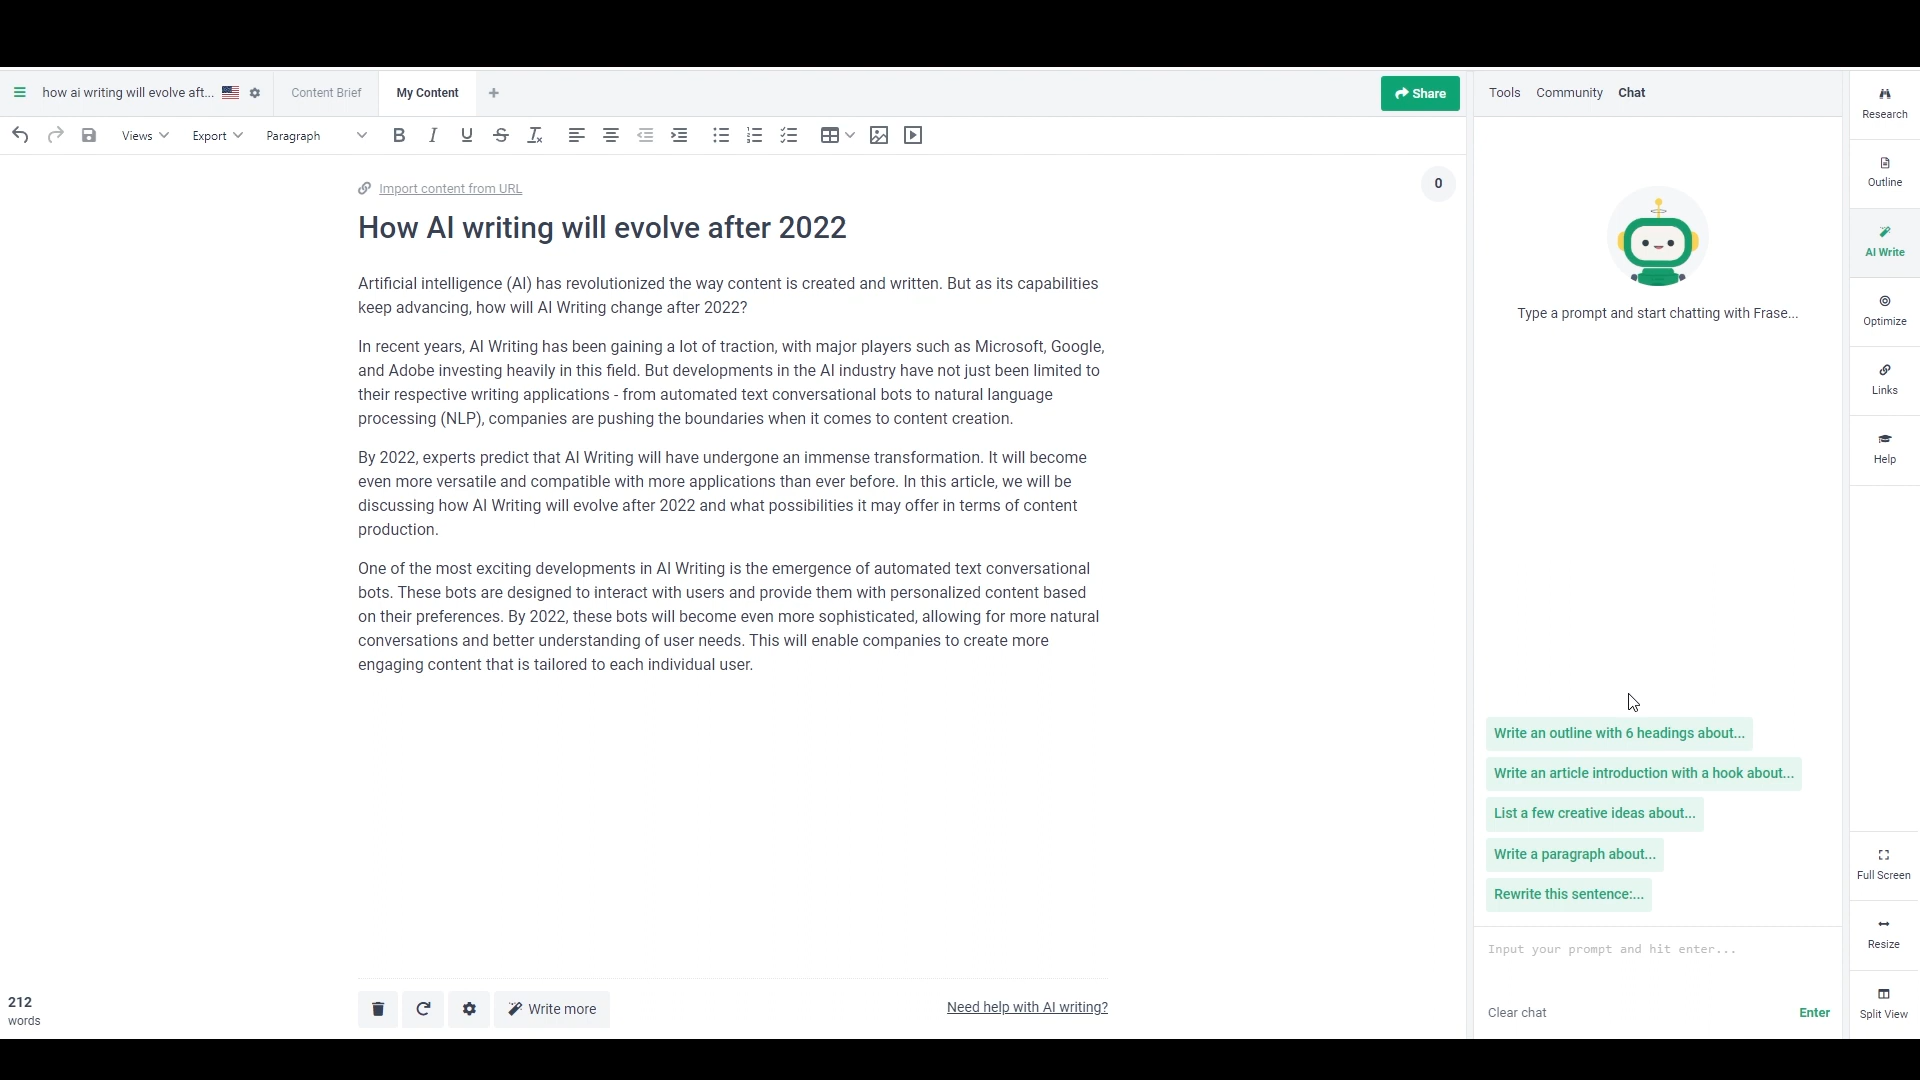 how ai writing will evolve aft...
Content Brief
My Content
Share
Tools
Community
Chat
Research
Views
Export
Paragraph
Import content from URL
0
Outline
How AI writing will evolve after 2022
AI Write
Artificial intelligence (AI) has revolutionized the way content is created and written. But as its capabilities
keep advancing, how will AI Writing change after 2022?
Type a prompt and start chatting with Frase...
Optimize
In recent years, AI Writing has been gaining a lot of traction, with major players such as Microsoft, Google,
and Adobe investing heavily in this field. But developments in the AI industry have not just been limited to
their respective writing applications - from automated text conversational bots to natural language
processing (NLP), companies are pushing the boundaries when it comes to content creation.
Links
By 2022, experts predict that AI Writing will have undergone an immense transformation. It will become
even more versatile and compatible with more applications than ever before. In this article, we will be
discussing how AI Writing will evolve after 2022 and what possibilities it may offer in terms of content
production.
Help
One of the most exciting developments in AI Writing is the emergence of automated text conversational
bots. These bots are designed to interact with users and provide them with personalized content based
on their preferences. By 2022, these bots will become even more sophisticated, allowing for more natural
conversations and better understanding of user needs. This will enable companies to create more
engaging content that is tailored to each individual user.
Write an outline with 6 headings about...
Write an article introduction with a hook about...
List a few creative ideas about...
Write a paragraph about...
Rewrite this sentence:...
Full Screen
Input your prompt and hit enter...
Resize
212
words
Write more
Need help with AI writing?
Clear chat
Enter
Split View